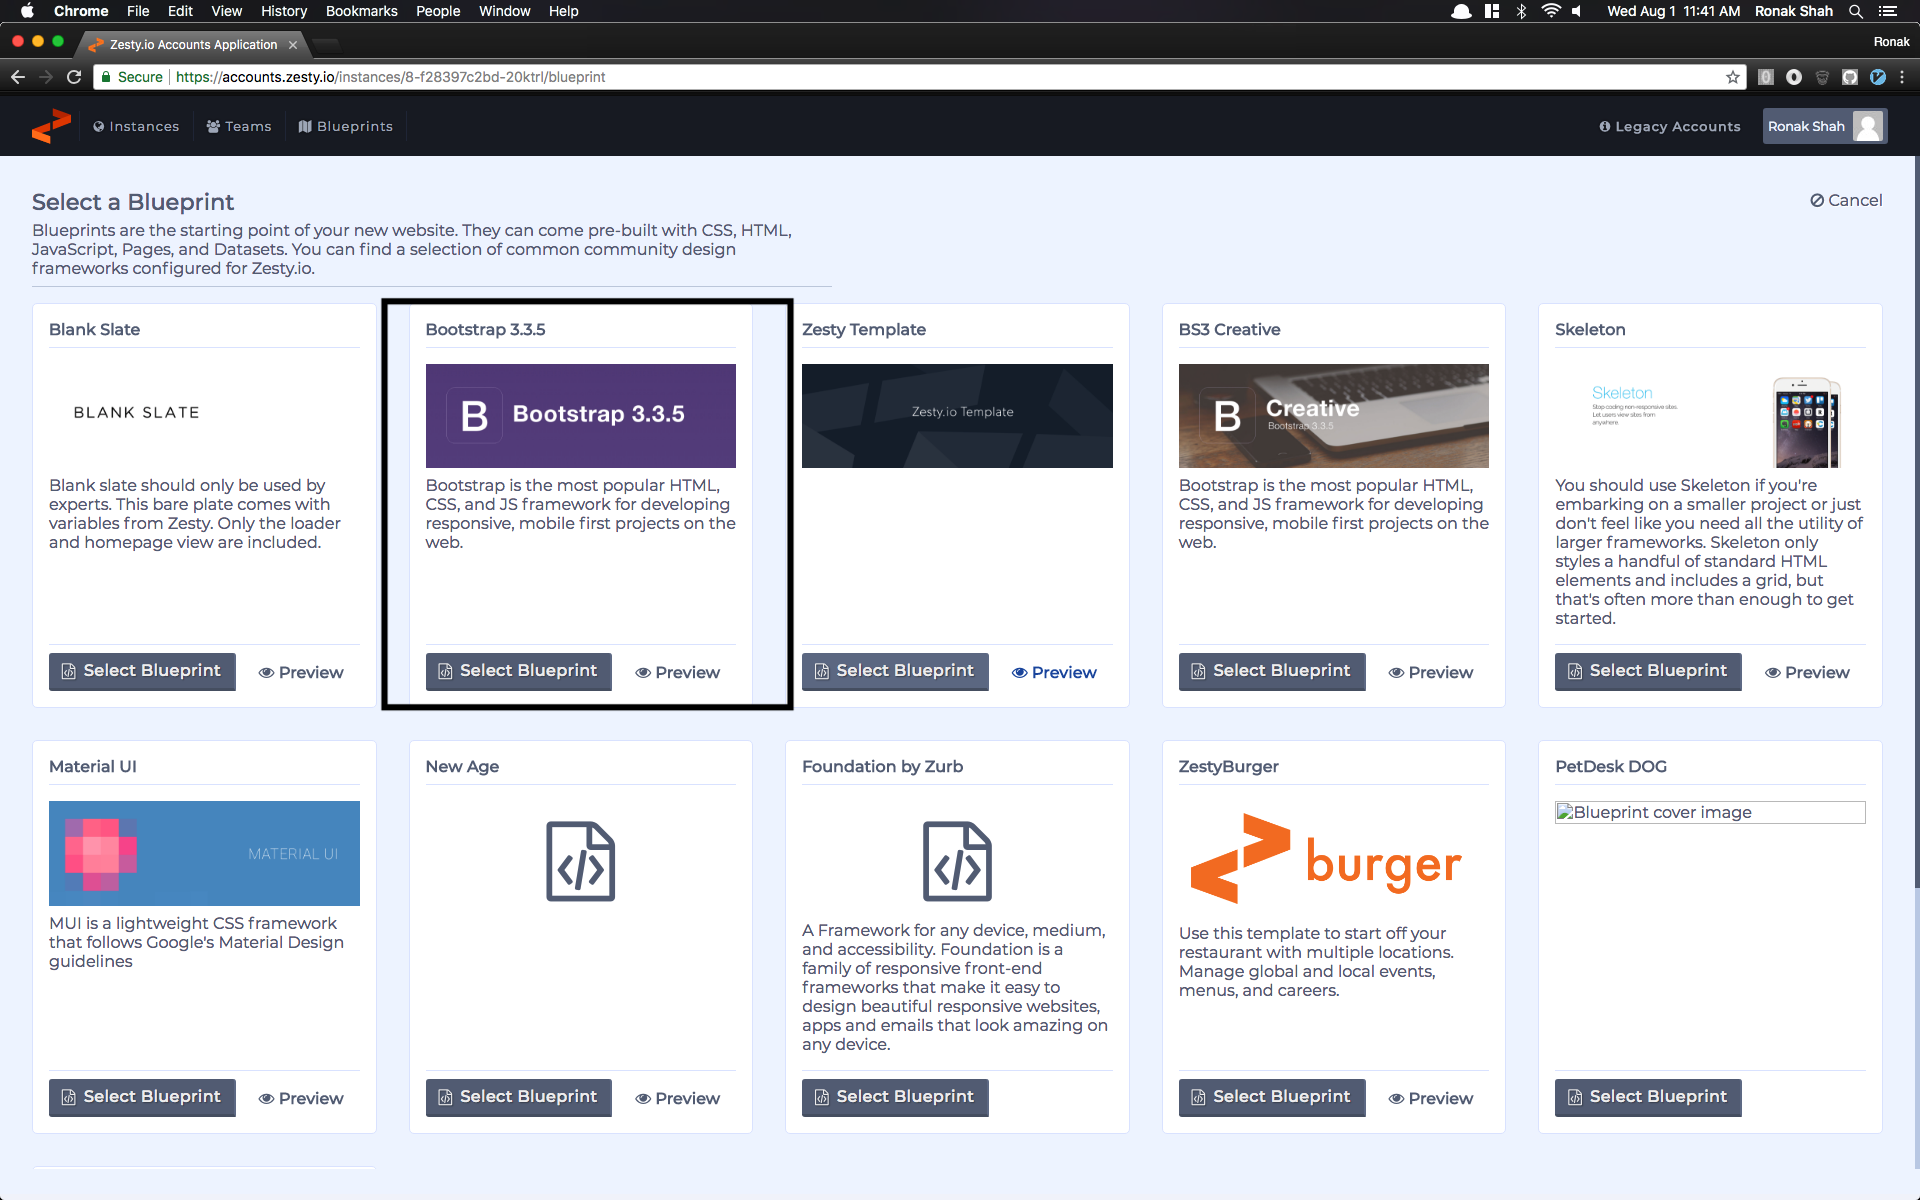 Chrome File Edit View History Bookmarks People Window Help Wed Aug 1 11:41 AM Ronak Shah
Zesty.io Accounts Application Ronak
Secure https://accounts.zesty.io/instances/8-f28397c2bd-20ktrl/blueprint
Instances Teams Blueprints Legacy Accounts Ronak Shah
Select a Blueprint
Cancel
Blueprints are the starting point of your new website. They can come pre-built with CSS, HTML,
JavaScript, Pages, and Datasets. You can find a selection of common community design
frameworks configured for Zesty.io.
Blank Slate
BLANK SLATE
Blank slate should only be used by
experts. This bare plate comes with
variables from Zesty. Only the loader
and homepage view are included.
Select Blueprint Preview
Bootstrap 3.3.5
B Bootstrap 3.3.5
Bootstrap is the most popular HTML,
CSS, and JS framework for developing
responsive, mobile first projects on the
web.
Select Blueprint Preview
Zesty Template
Zesty.io Template
Select Blueprint Preview
BS3 Creative
B Creative
Bootstrap 3.3.5
Bootstrap is the most popular HTML,
CSS, and JS framework for developing
responsive, mobile first projects on the
web.
Select Blueprint Preview
Skeleton
Skeleton
Stop coding non-responsive sites.
Let users view sites from
anywhere.
You should use Skeleton if you're
embarking on a smaller project or just
don't feel like you need all the utility of
larger frameworks. Skeleton only
styles a handful of standard HTML
elements and includes a grid, but
that's often more than enough to get
started.
Select Blueprint Preview
Material UI
MATERIAL UI
MUI is a lightweight CSS framework
that follows Google's Material Design
guidelines
Select Blueprint Preview
New Age
Select Blueprint Preview
Foundation by Zurb
A Framework for any device, medium,
and accessibility. Foundation is a
family of responsive front-end
frameworks that make it easy to
design beautiful responsive websites,
apps and emails that look amazing on
any device.
Select Blueprint
ZestyBurger
burger
Use this template to start off your
restaurant with multiple locations.
Manage global and local events,
menus, and careers.
Select Blueprint Preview
PetDesk DOG
Blueprint cover image
Select Blueprint